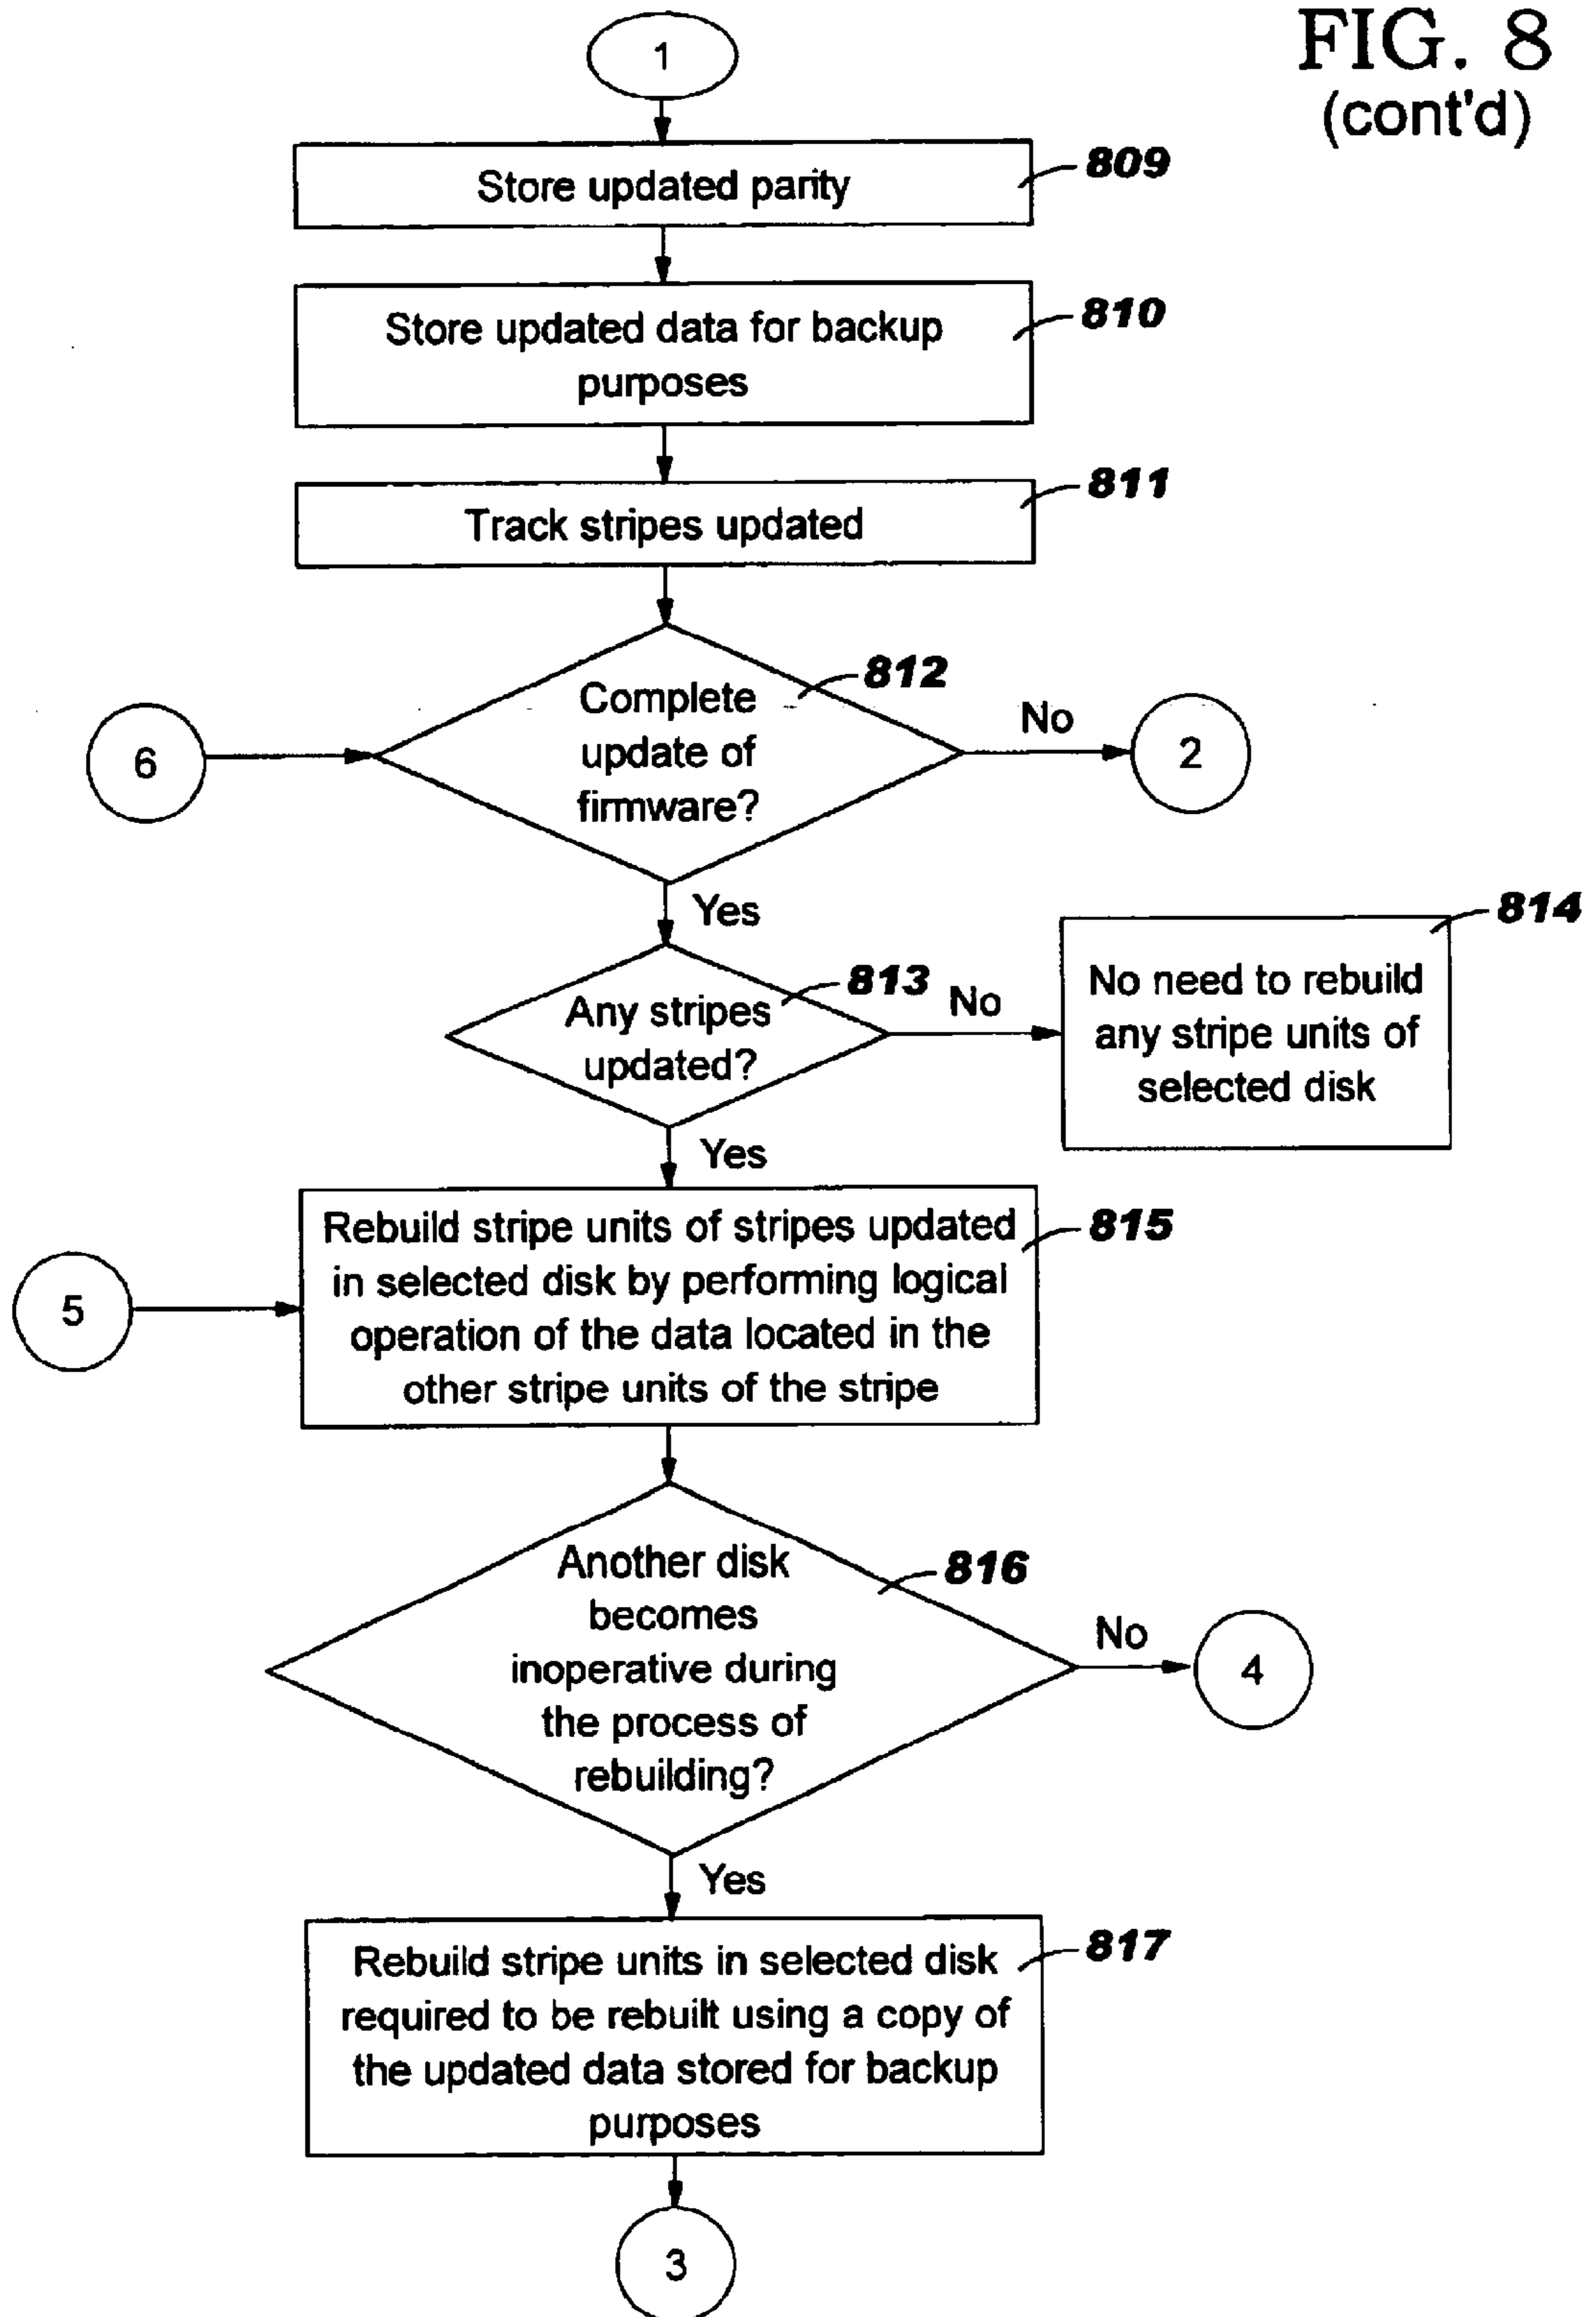 FIG. 8
(cont'd)
1
Store updated parity
809
Store updated data for backup
purposes
810
Track stripes updated
811
Complete
update of
firmware?
812
6
No
2
Yes
Any stripes
updated?
813
No
No need to rebuild
any stripe units of
selected disk
814
Yes
Rebuild stripe units of stripes updated
in selected disk by performing logical
operation of the data located in the
other stripe units of the stripe
815
5
Another disk
becomes
inoperative during
the process of
rebuilding?
816
No
4
Yes
Rebuild stripe units in selected disk
required to be rebuilt using a copy of
the updated data stored for backup
purposes
817
3